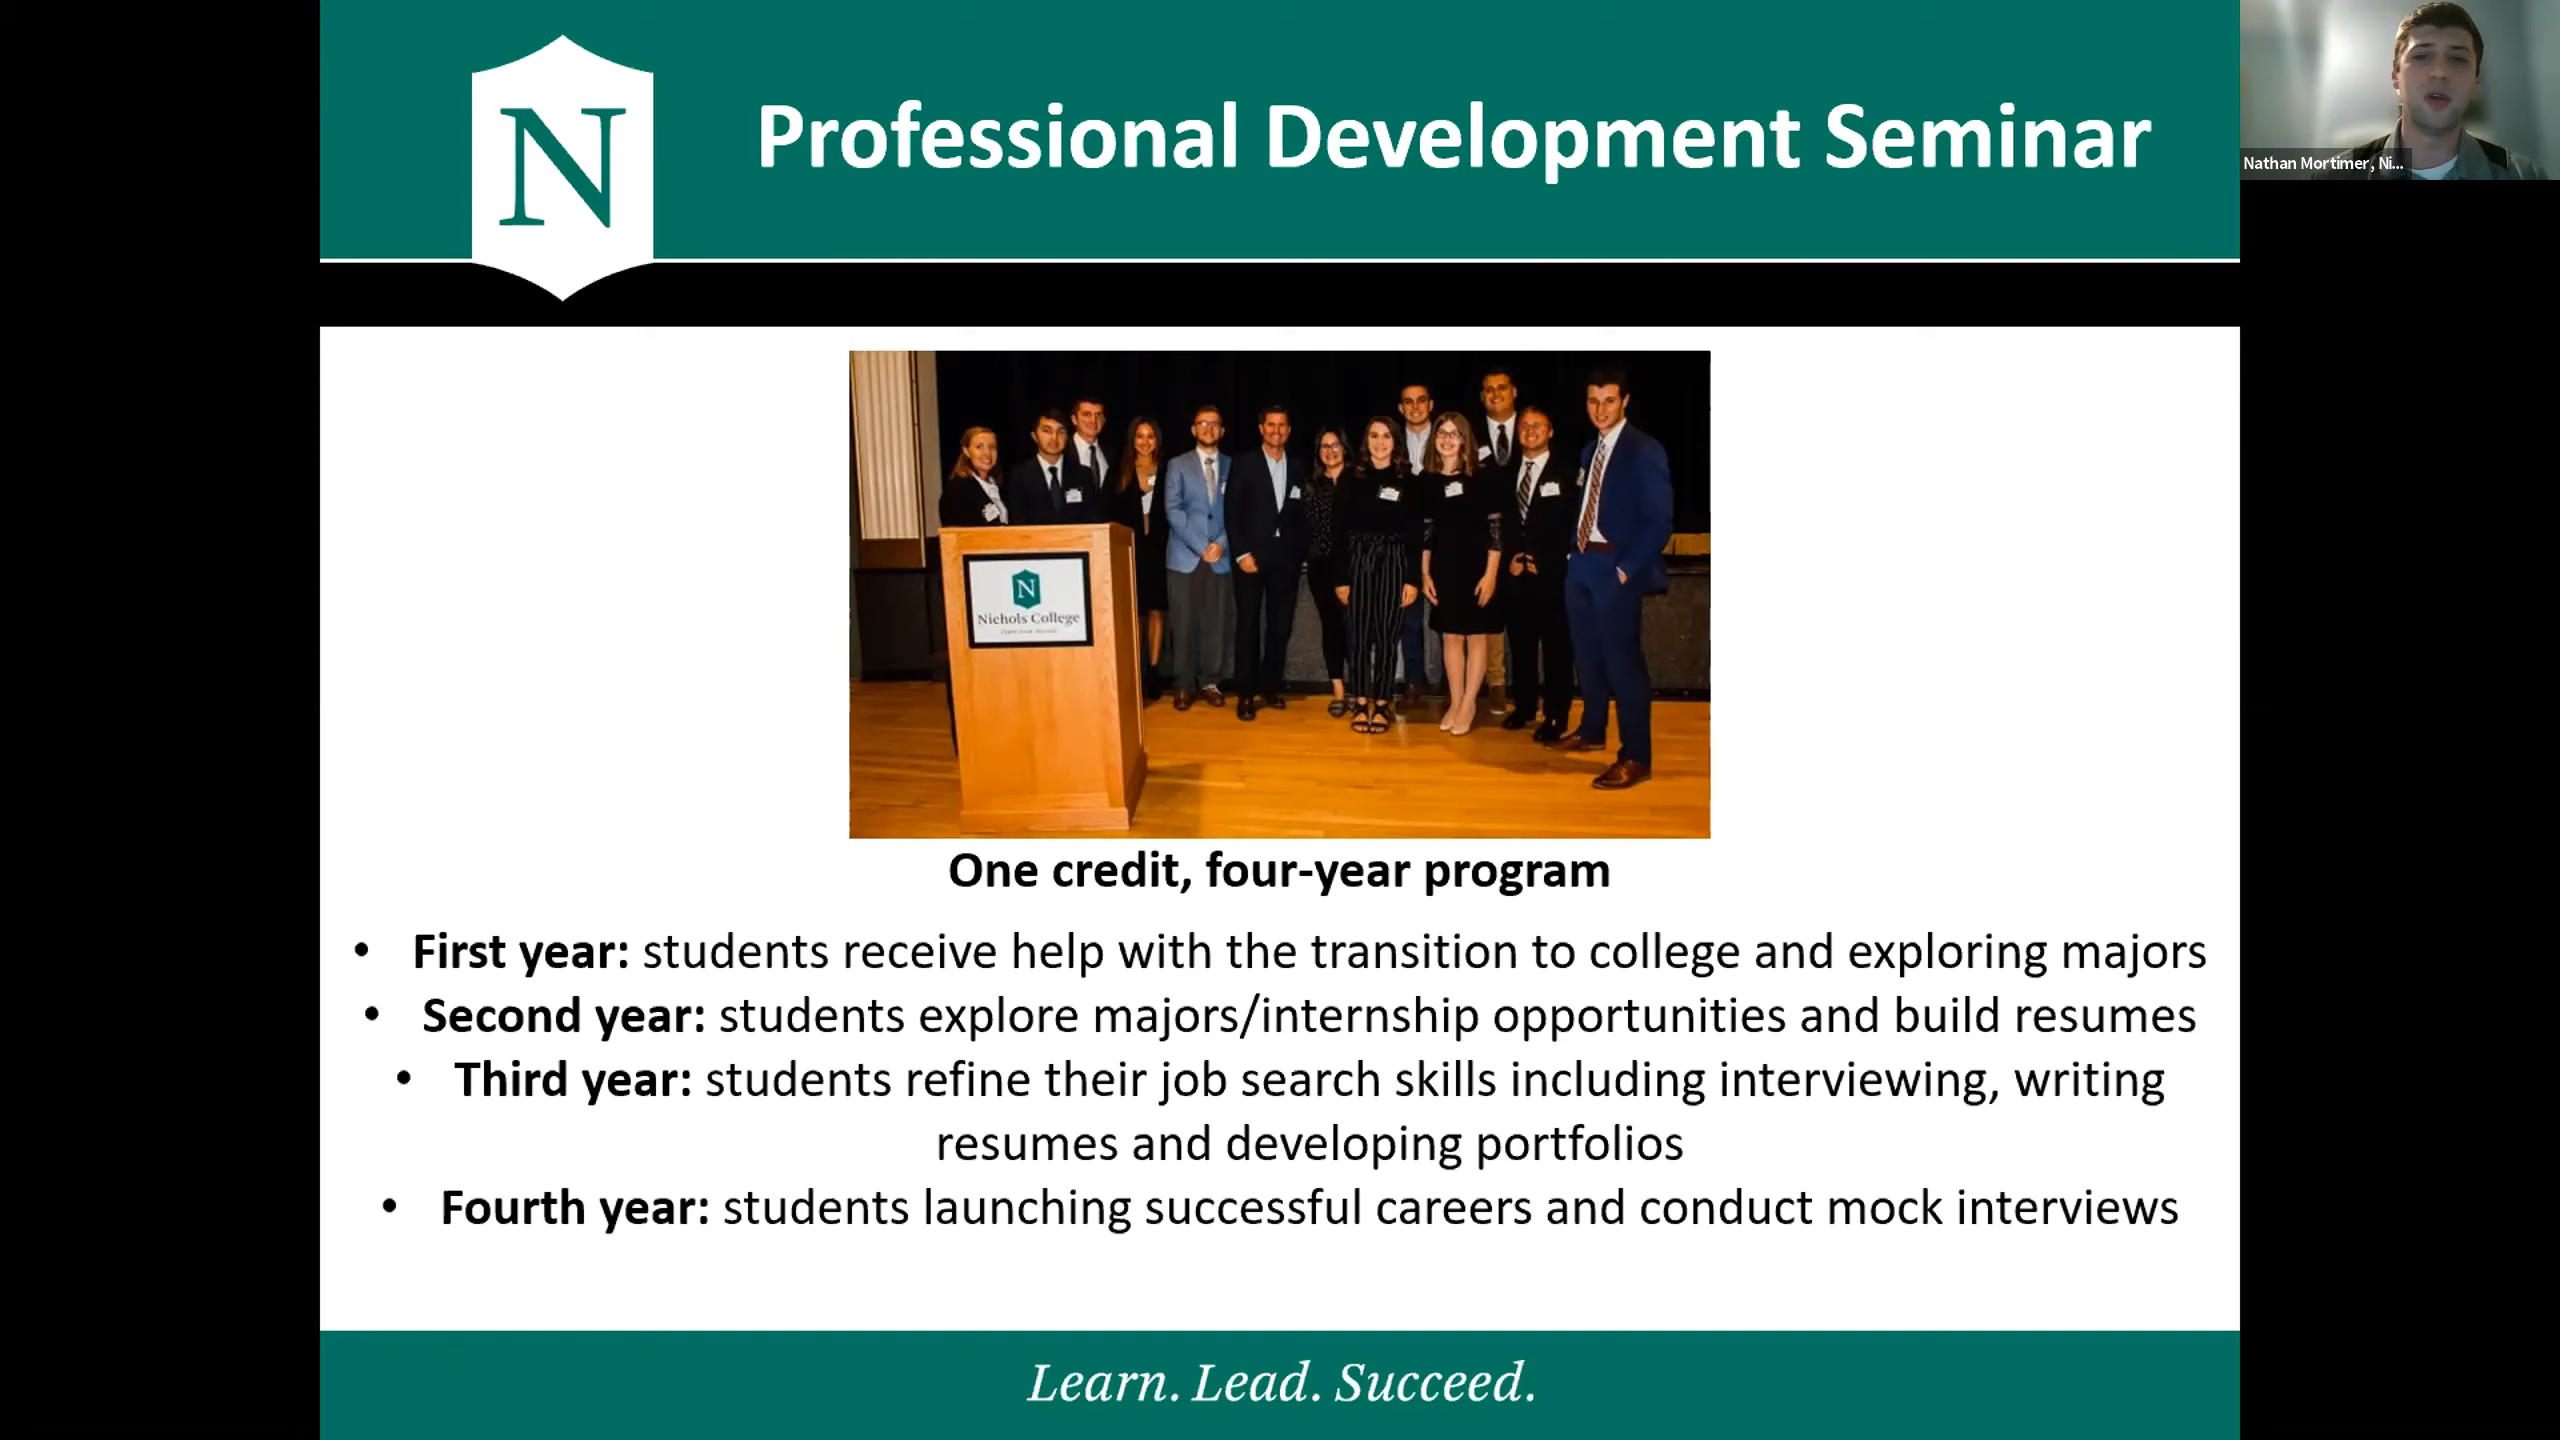 N
Professional Development Seminar
Nathan Mortimer, Ni...
N
Nichols College
One credit, four-year program
• First year: students receive help with the transition to college and exploring majors
• Second year: students explore majors/internship opportunities and build resumes
• Third year: students refine their job search skills including interviewing, writing
resumes and developing portfolios
• Fourth year: students launching successful careers and conduct mock interviews
Learn. Lead. Succeed.